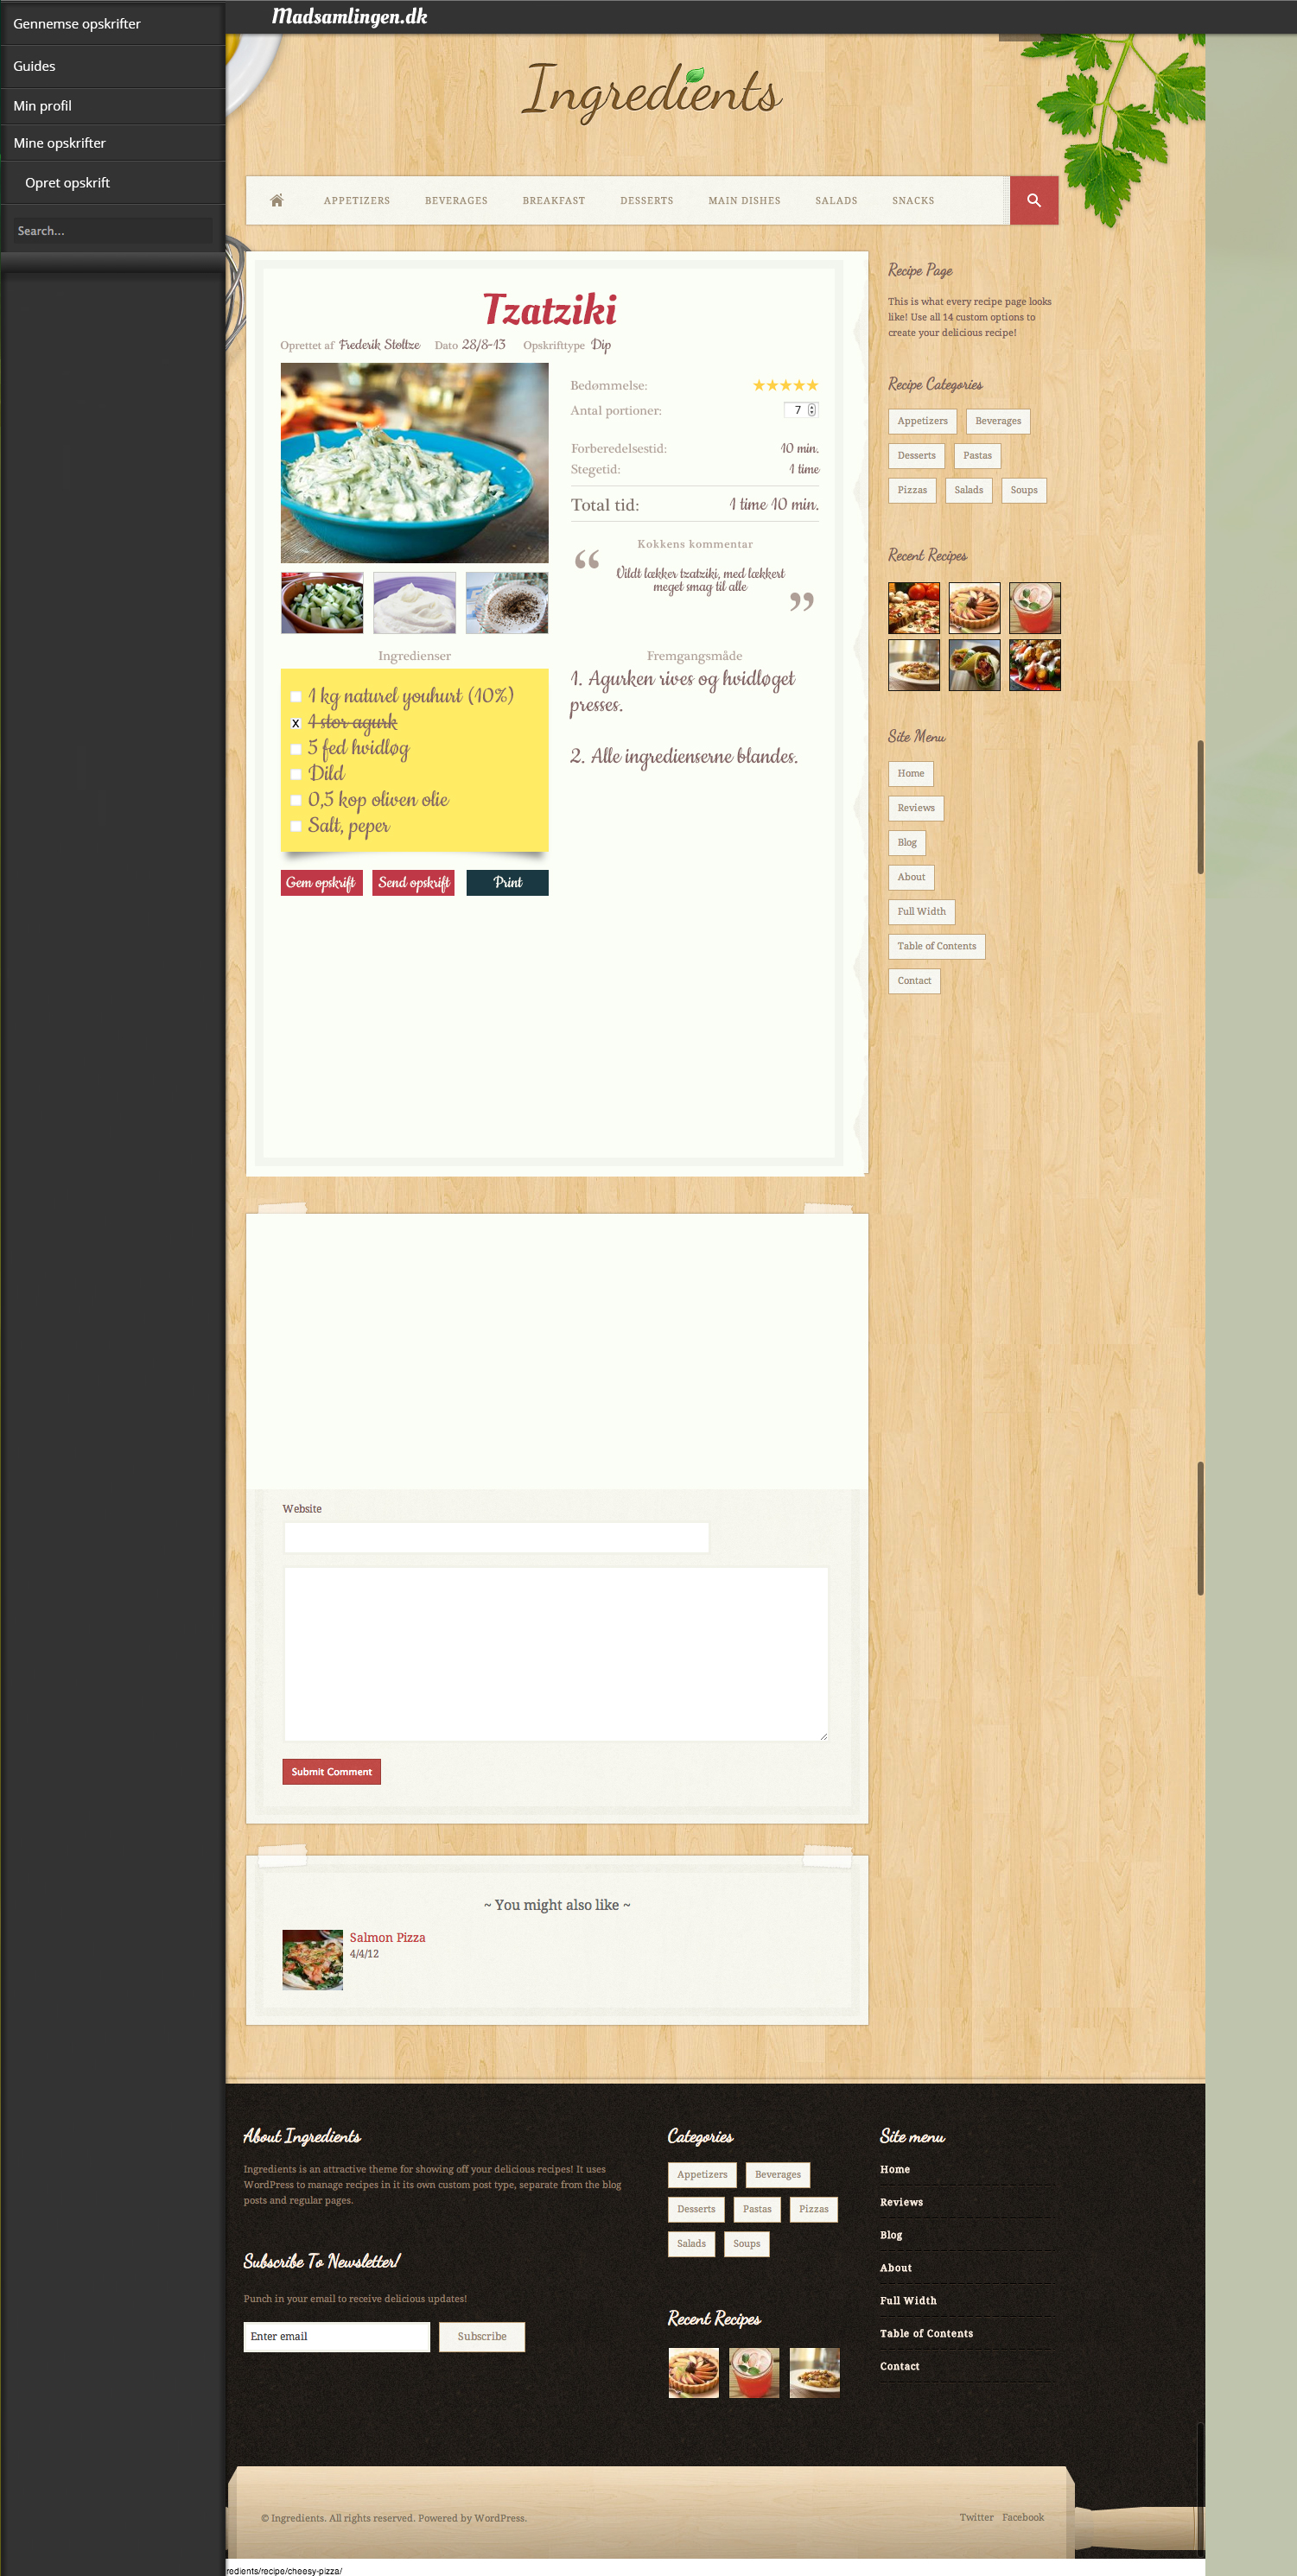 Gennemse opskrifter
Guides
Min profil
Mine opskrifter
Opret opskrift
Search...
Madsamlingen.dk
Ingredients
APPETIZERS BEVERAGES BREAKFAST DESSERTS MAIN DISHES SALADS SNACKS
Tzatziki
Oprettet af Frederik Stoltze Dato 28/8-13 Opskrifttype Dip
Bedømmelse:
Antal portioner: 7
Forberedelsestid: 10 min.
Stegetid: 1 time
Total tid: 1 time 10 min.
Kokkens kommentar
“
Vildt lækker tzatziki, med lækkert
meget smag til alle
”
Ingredienser
1 kg naturel youhurt (10%)
X 1 stor agurk
5 fed hvidløg
Dild
0,5 kop oliven olie
Salt, peper
Gem opskrift Send opskrift Print
Fremgangsmåde
1. Agurken rives og hvidløget
presses.
2. Alle ingredienserne blandes.
Recipe Page
This is what every recipe page looks
like! Use all 14 custom options to
create your delicious recipe!
Recipe Categories
Appetizers Beverages
Desserts Pastas
Pizzas Salads Soups
Recent Recipes
Site Menu
Home
Reviews
Blog
About
Full Width
Table of Contents
Contact
Website
Submit Comment
~ You might also like ~
Salmon Pizza
4/4/12
About Ingredients
Ingredients is an attractive theme for showing off your delicious recipes! It uses
WordPress to manage recipes in it its own custom post type, separate from the blog
posts and regular pages.
Subscribe To Newsletter!
Punch in your email to receive delicious updates!
Enter email Subscribe
Categories
Appetizers Beverages
Desserts Pastas Pizzas
Salads Soups
Recent Recipes
Site menu
Home
Reviews
Blog
About
Full Width
Table of Contents
Contact
© Ingredients. All rights reserved. Powered by WordPress.
Twitter Facebook
redients/recipe/cheesy-pizza/